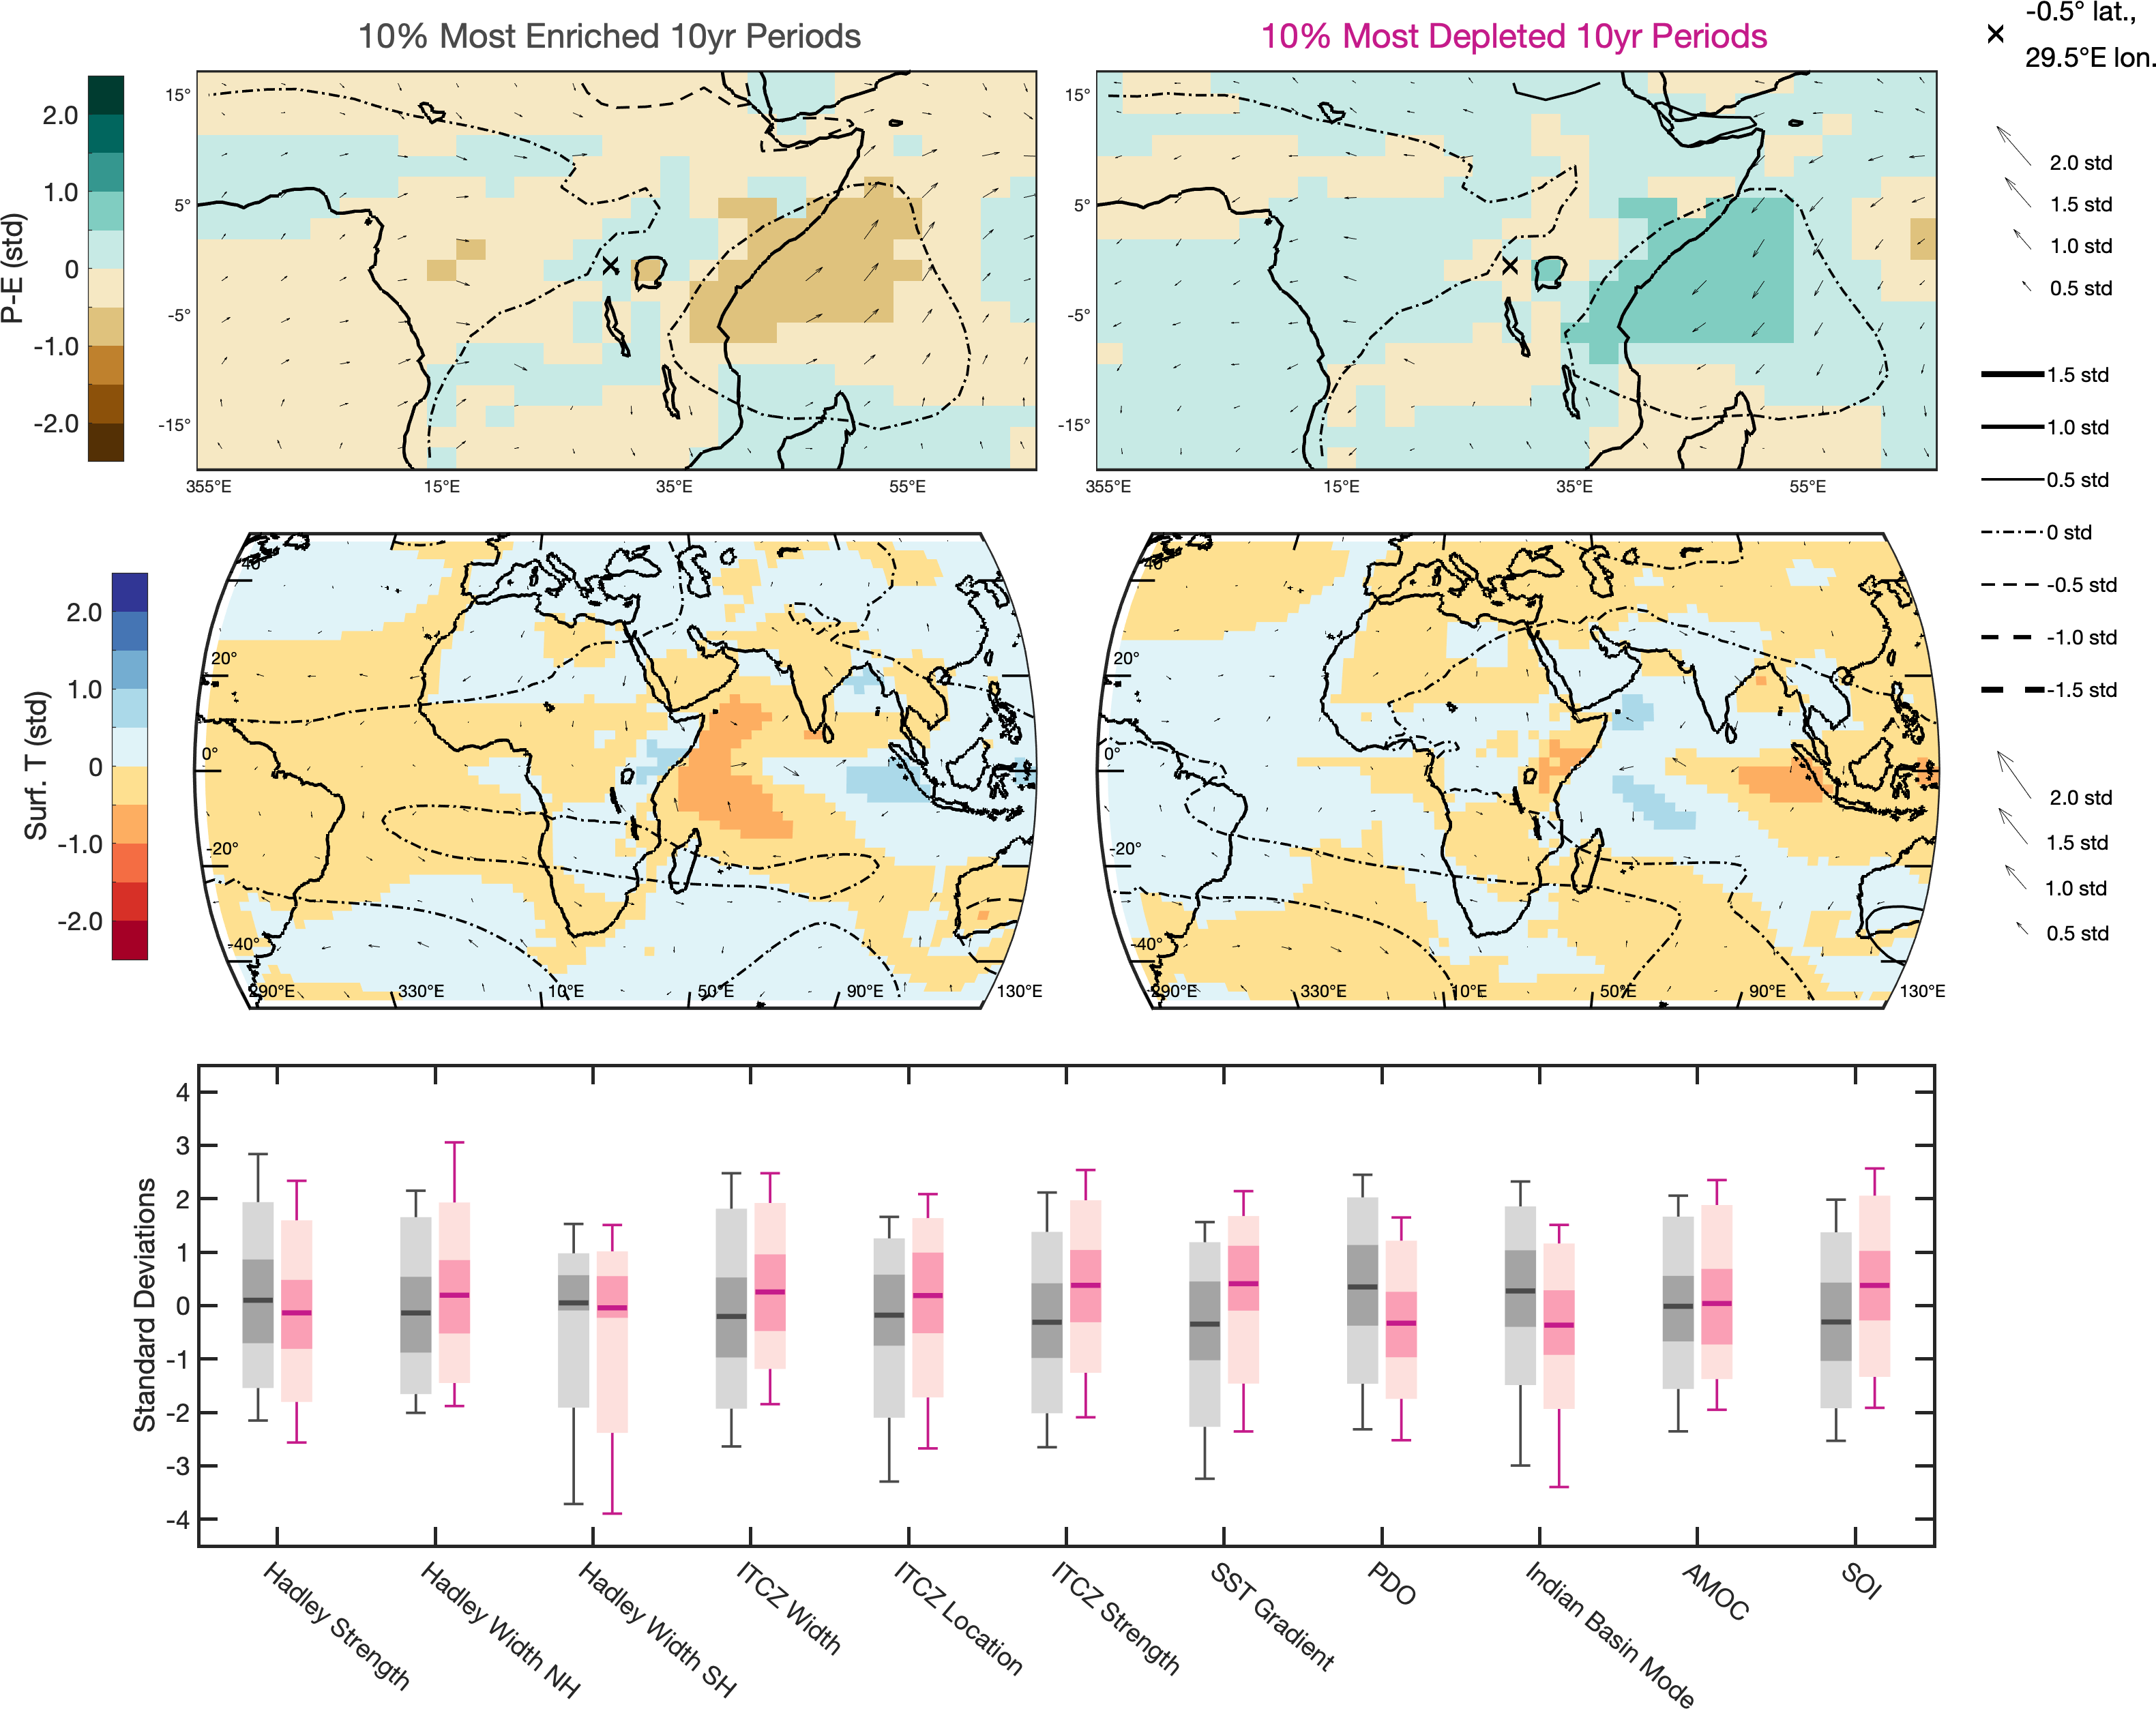 10% Most Enriched 10yr Periods
10% Most Depleted 10yr Periods
-0.5° lat.,
29.5°E lon.
P-E (std)
2.0
1.0
0
-1.0
-2.0
15°
5°
-5°
-15°
355°E
15°E
35°E
55°E
15°
5°
-5°
-15°
355°E
15°E
35°E
55°E
2.0 std
1.5 std
1.0 std
0.5 std
1.5 std
1.0 std
0.5 std
0 std
-0.5 std
-1.0 std
-1.5 std
Surf. T (std)
2.0
1.0
0
-1.0
-2.0
40°
20°
0°
-20°
-40°
290°E
330°E
10°E
50°E
90°E
130°E
40°
20°
0°
-20°
-40°
290°E
330°E
10°E
50°E
90°E
130°E
2.0 std
1.5 std
1.0 std
0.5 std
Standard Deviations
4
3
2
1
0
-1
-2
-3
-4
Hadley Strength
Hadley Width NH
Hadley Width SH
ITCZ Width
ITCZ Location
ITCZ Strength
SST Gradient
PDO
Indian Basin Mode
AMOC
SOI